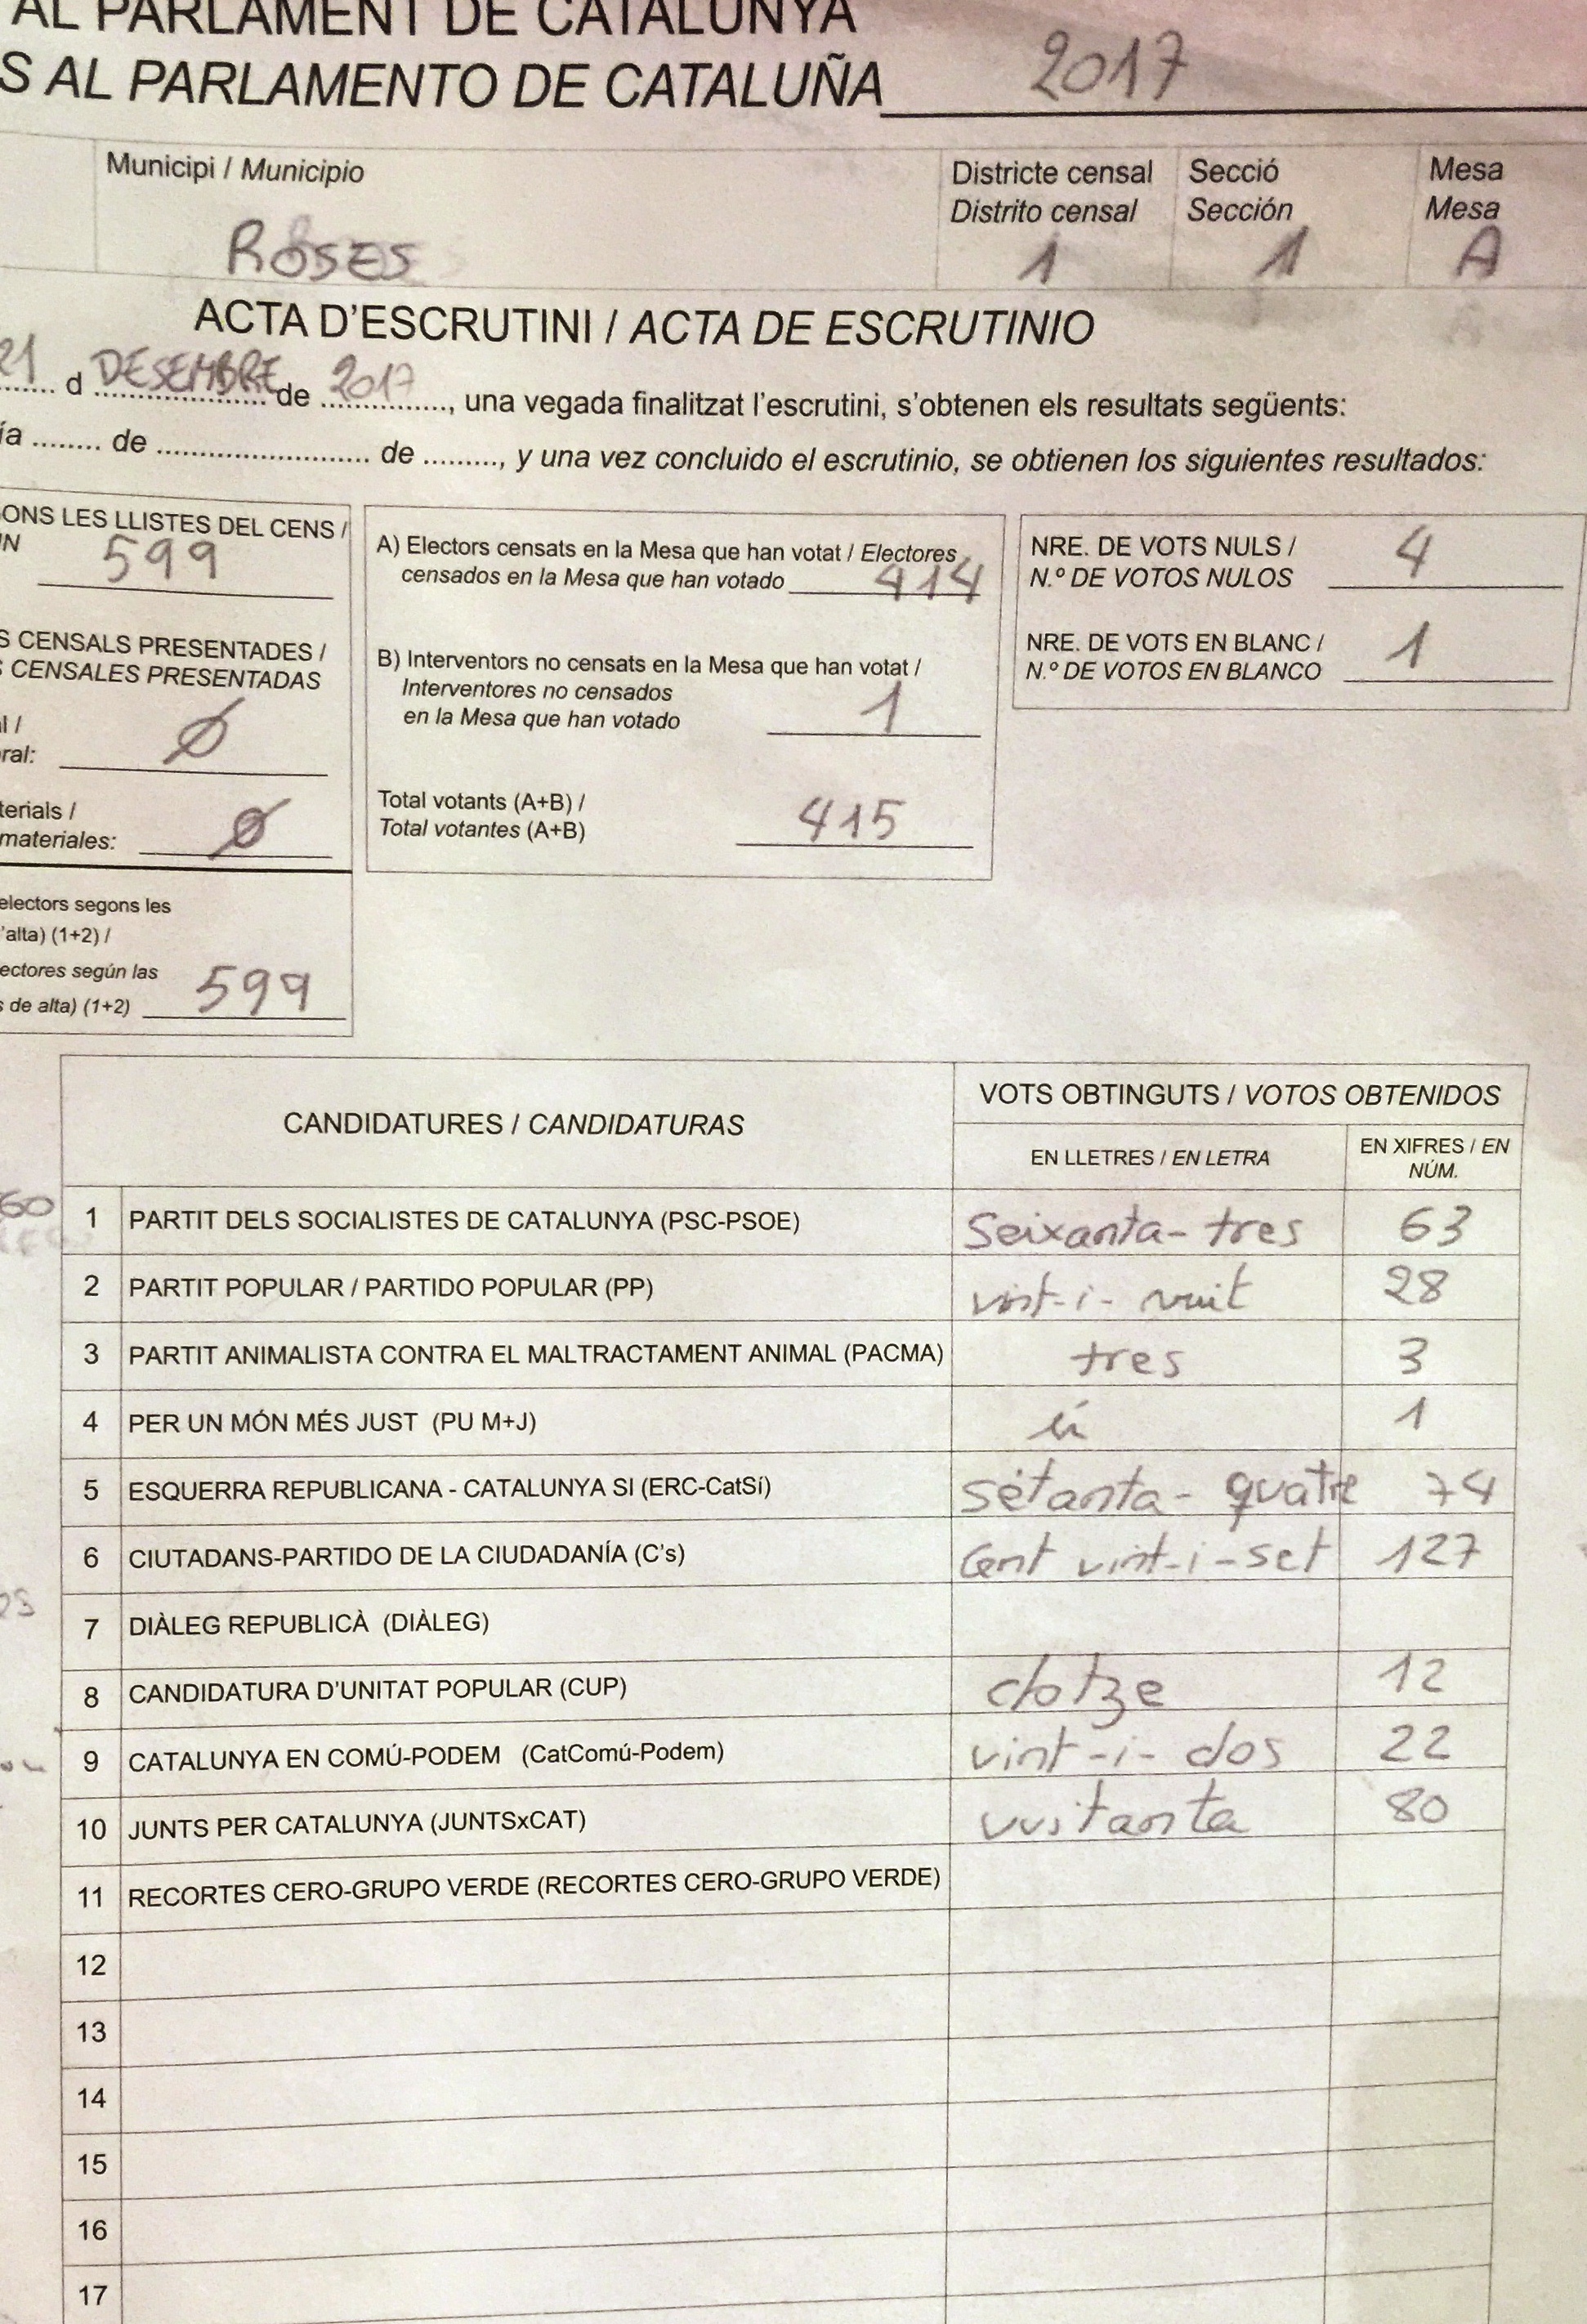 AL PARLAMENT DE CATALUNYA
S AL PARLAMENTO DE CATALUÑA 2017
Municipi / Municipio
Districte censal Secció Mesa
Distrito censal Sección Mesa
ROSES 1 1 A
ACTA D'ESCRUTINI / ACTA DE ESCRUTINIO
21 d DESEMBRE de 2017, una vegada finalitzat l'escrutini, s'obtenen els resultats següents:
ía ........ de ........................ de ........., y una vez concluido el escrutinio, se obtienen los siguientes resultados:
ONS LES LLISTES DEL CENS /
N 599
S CENSALS PRESENTADES /
S CENSALES PRESENTADAS
l /
ral: Ø
terials /
materiales: Ø
electors segons les
'alta) (1+2) /
ectores según las
s de alta) (1+2) 599
A) Electors censats en la Mesa que han votat / Electores
censados en la Mesa que han votado 414
B) Interventors no censats en la Mesa que han votat /
Interventores no censados
en la Mesa que han votado 1
Total votants (A+B) /
Total votantes (A+B) 415
NRE. DE VOTS NULS /
N.º DE VOTOS NULOS 4
NRE. DE VOTS EN BLANC /
N.º DE VOTOS EN BLANCO 1
CANDIDATURES / CANDIDATURAS
VOTS OBTINGUTS / VOTOS OBTENIDOS
EN LLETRES / EN LETRA
EN XIFRES / EN
NÚM.
1 PARTIT DELS SOCIALISTES DE CATALUNYA (PSC-PSOE) Seixanta-tres 63
2 PARTIT POPULAR / PARTIDO POPULAR (PP) vint-i-vuit 28
3 PARTIT ANIMALISTA CONTRA EL MALTRACTAMENT ANIMAL (PACMA) tres 3
4 PER UN MÓN MÉS JUST (PU M+J) 1
5 ESQUERRA REPUBLICANA - CATALUNYA SI (ERC-CatSí) setanta-quatre 74
6 CIUTADANS-PARTIDO DE LA CIUDADANÍA (C's) Cent vint-i-set 127
7 DIÀLEG REPUBLICÀ (DIÀLEG)
8 CANDIDATURA D'UNITAT POPULAR (CUP) dotze 12
9 CATALUNYA EN COMÚ-PODEM (CatComú-Podem) vint-i-dos 22
10 JUNTS PER CATALUNYA (JUNTSxCAT) vuitanta 80
11 RECORTES CERO-GRUPO VERDE (RECORTES CERO-GRUPO VERDE)
12
13
14
15
16
17